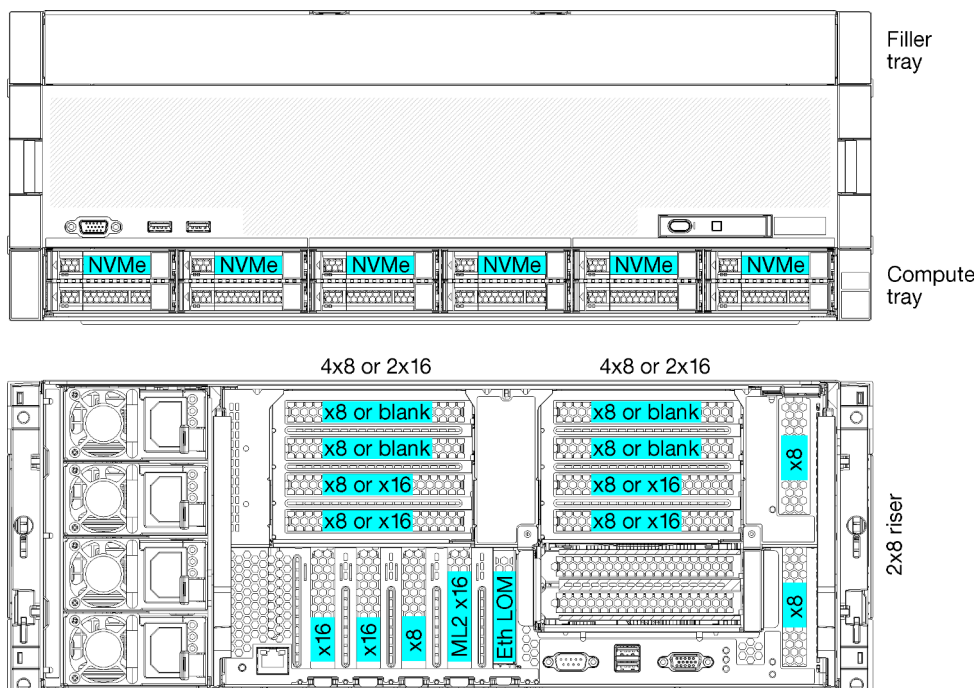 Filler
tray
NVMe NVMe NVMe NVMe NVMe NVMe
Compute
tray
4x8 or 2x16 4x8 or 2x16
x8 or blank x8 or blank
x8 or blank x8 or blank
x8 or x16 x8 or x16
x8 or x16 x8 or x16
x8
2x8 riser
x16 x16 x8 ML2 x16 Eth LOM x8